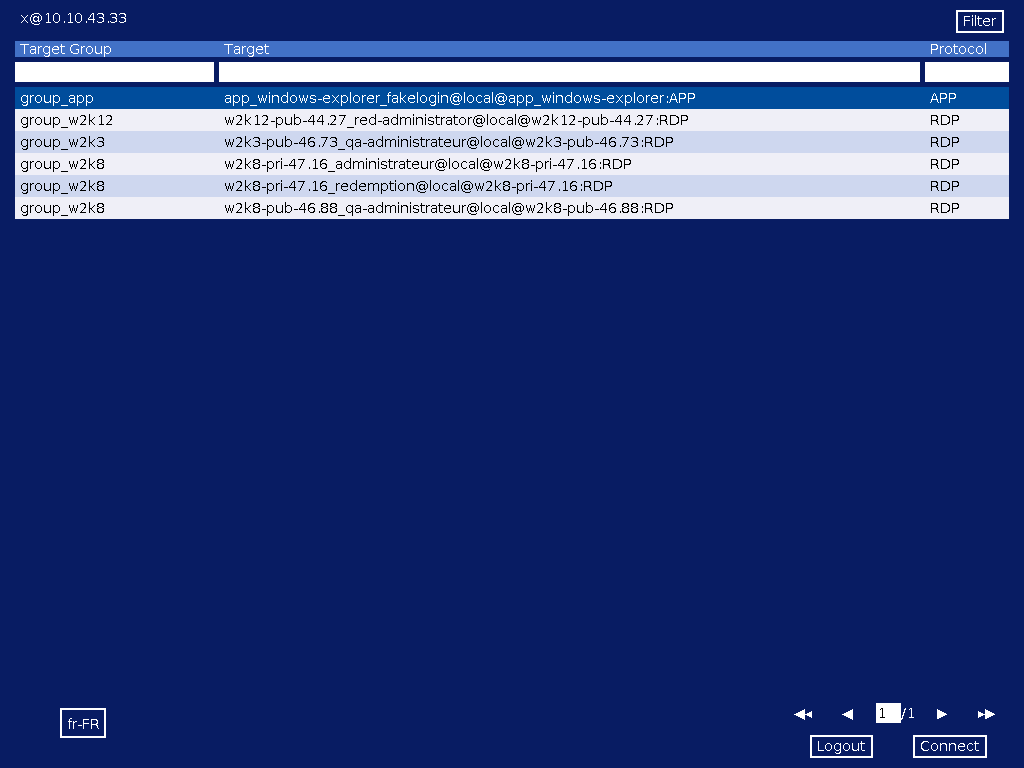 x@10.10.43.33
Filter
Target Group Target Protocol
group_app app_windows-explorer_fakelogin@local@app_windows-explorer:APP APP
group_w2k12 w2k12-pub-44.27_red-administrator@local@w2k12-pub-44.27:RDP RDP
group_w2k3 w2k3-pub-46.73_qa-administrateur@local@w2k3-pub-46.73:RDP RDP
group_w2k8 w2k8-pri-47.16_administrateur@local@w2k8-pri-47.16:RDP RDP
group_w2k8 w2k8-pri-47.16_redemption@local@w2k8-pri-47.16:RDP RDP
group_w2k8 w2k8-pub-46.88_qa-administrateur@local@w2k8-pub-46.88:RDP RDP
fr-FR
1 /1
Logout Connect